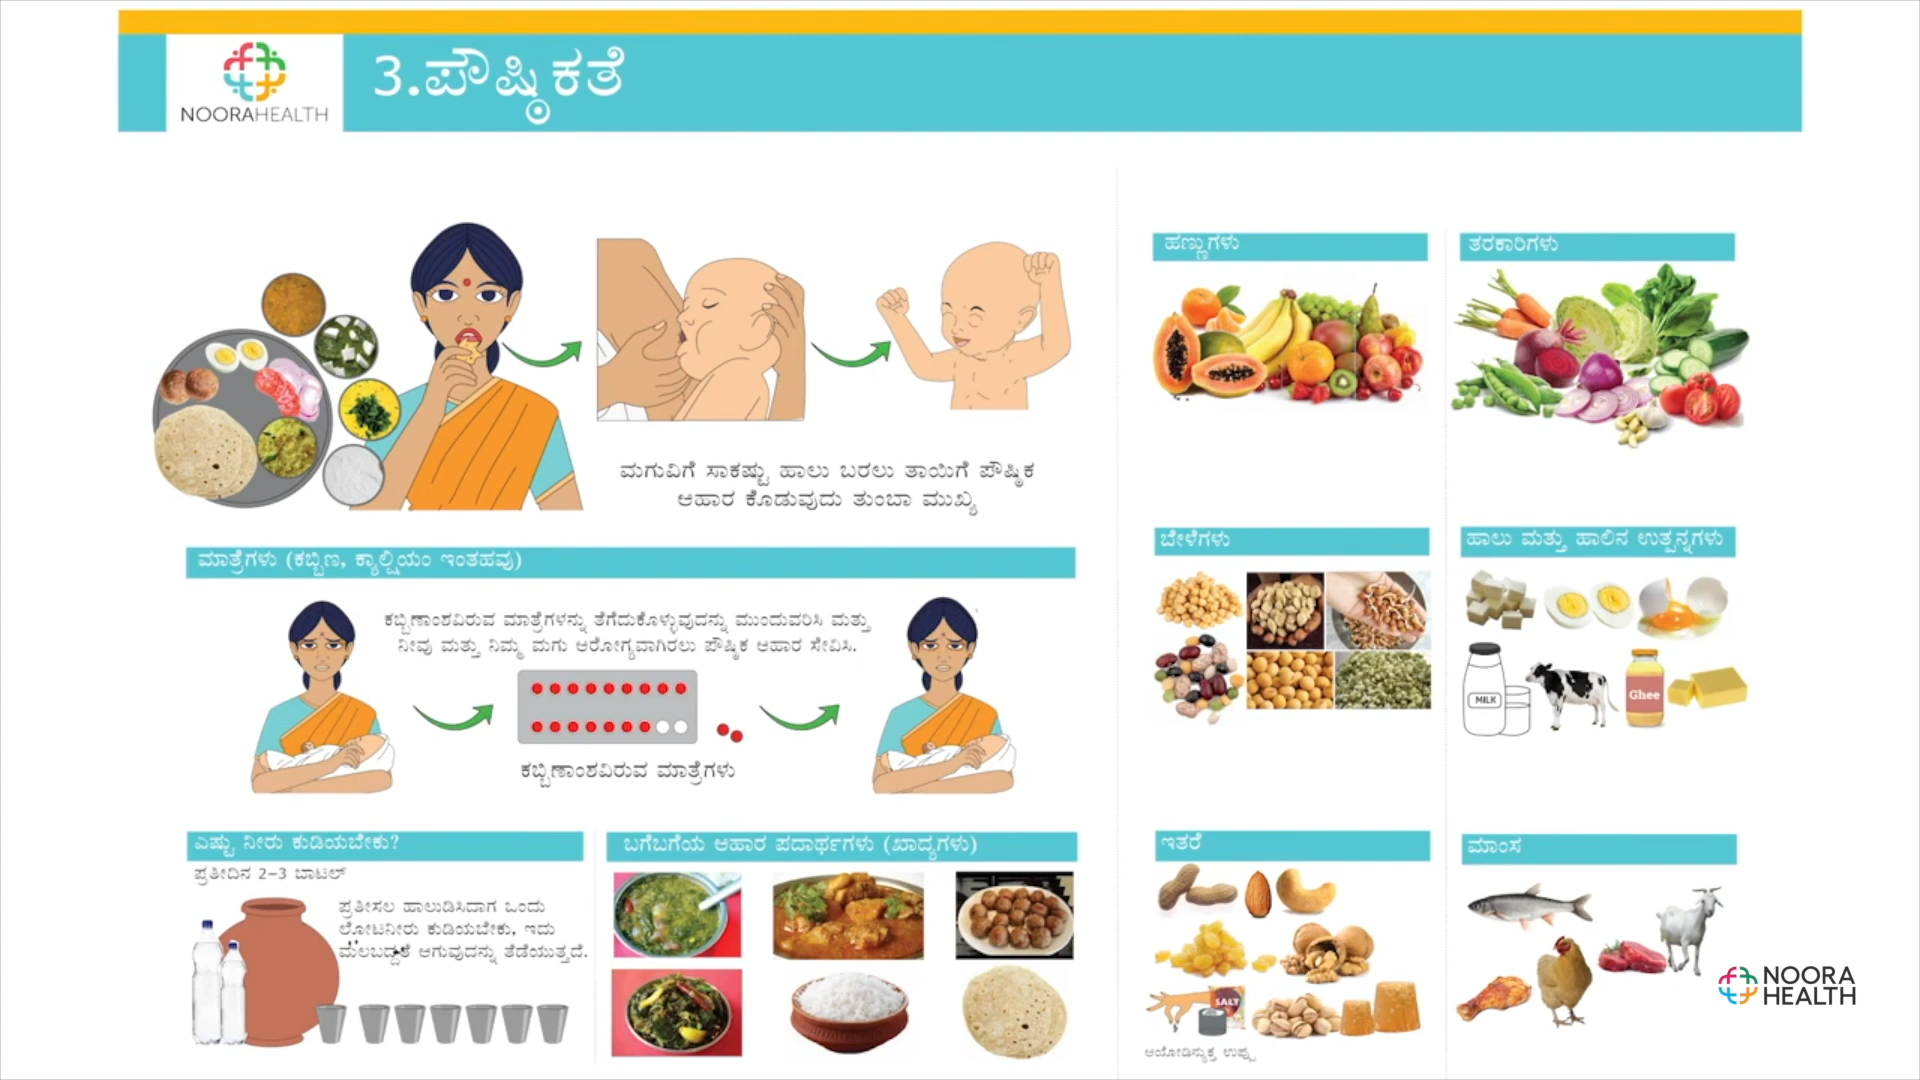 NOORAHEALTH
3.ಪೌಷ್ಠಿಕತೆ
ಮಗುವಿಗೆ ಸಾಕಷ್ಟು ಹಾಲು ಬರಲು ತಾಯಿಗೆ ಪೌಷ್ಠಿಕ
ಆಹಾರ ಕೊಡುವುದು ತುಂಬಾ ಮುಖ್ಯ
ಮಾತ್ರೆಗಳು (ಕಬ್ಬಿಣ, ಕ್ಯಾಲ್ಷಿಯಂ ಇಂತಹವು)
ಕಬ್ಬಿಣಾಂಶವಿರುವ ಮಾತ್ರೆಗಳನ್ನು ತೆಗೆದುಕೊಳ್ಳುವುದನ್ನು ಮುಂದುವರಿಸಿ ಮತ್ತು
ನೀವು ಮತ್ತು ನಿಮ್ಮ ಮಗು ಆರೋಗ್ಯವಾಗಿರಲು ಪೌಷ್ಠಿಕ ಆಹಾರ ಸೇವಿಸಿ.
ಕಬ್ಬಿಣಾಂಶವಿರುವ ಮಾತ್ರೆಗಳು
ಎಷ್ಟು ನೀರು ಕುಡಿಯಬೇಕು?
ಪ್ರತೀದಿನ 2-3 ಬಾಟಲ್
ಪ್ರತೀಸಲ ಹಾಲುಡಿಸಿದಾಗ ಒಂದು
ಲೋಟನೀರು ಕುಡಿಯಬೇಕು, ಇದು
ಮಲಬದ್ದತೆ ಆಗುವುದನ್ನು ತೆಡೆಯುತ್ತದೆ.
ಬಗೆಬಗೆಯ ಆಹಾರ ಪದಾರ್ಥಗಳು (ಖಾದ್ಯಗಳು)
ಹಣ್ಣುಗಳು
ತರಕಾರಿಗಳು
ಬೇಳೆಗಳು
ಹಾಲು ಮತ್ತು ಹಾಲಿನ ಉತ್ಪನ್ನಗಳು
MILK
Ghee
ಇತರೆ
SALT
ಆಯೋಡಿನ್ಯುಕ್ತ ಉಪ್ಪು
ಮಾಂಸ
NOORA
HEALTH